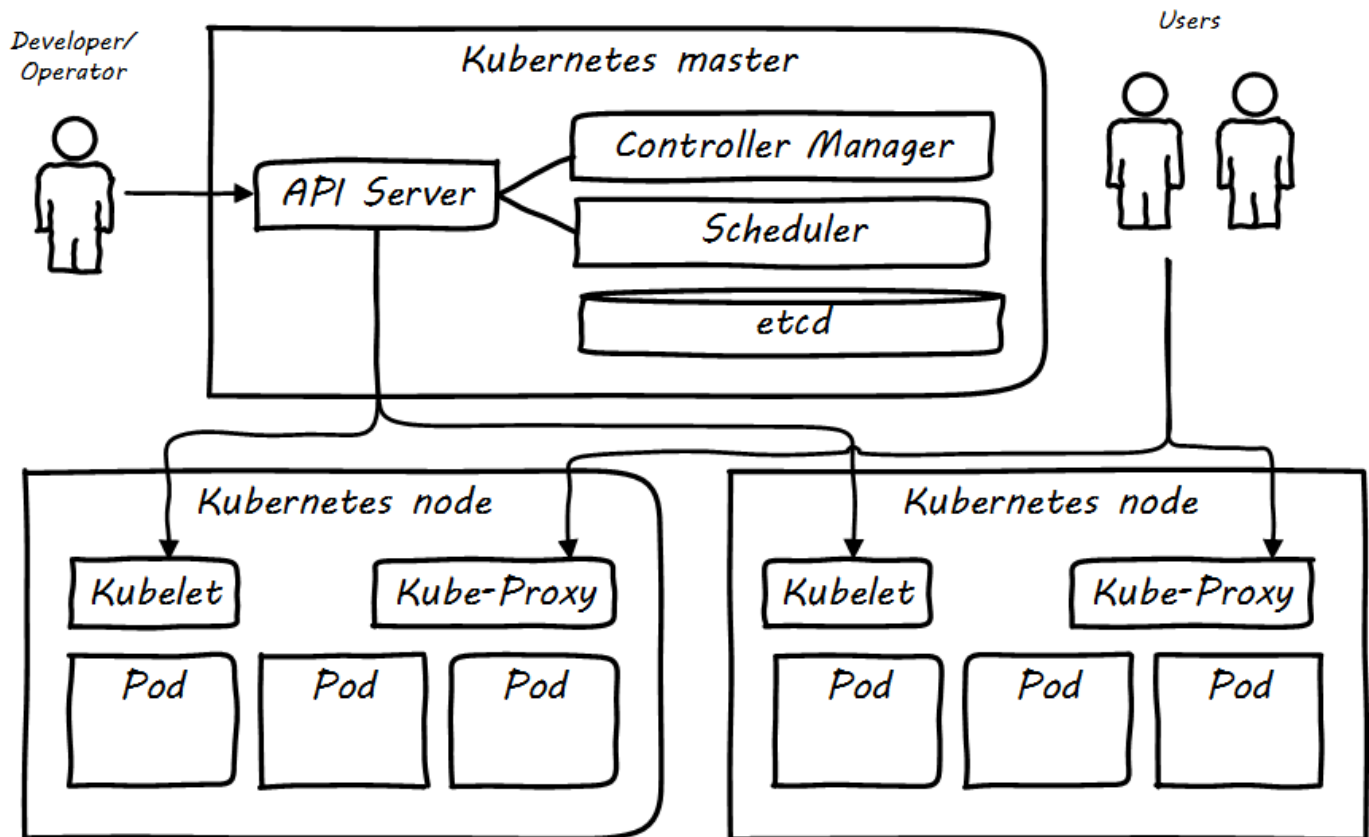 Developer/
Operator
Users
Kubernetes master
API Server
Controller Manager
Scheduler
etcd
Kubernetes node
Kubelet
Kube-Proxy
Pod
Pod
Pod
Kubernetes node
Kubelet
Kube-Proxy
Pod
Pod
Pod